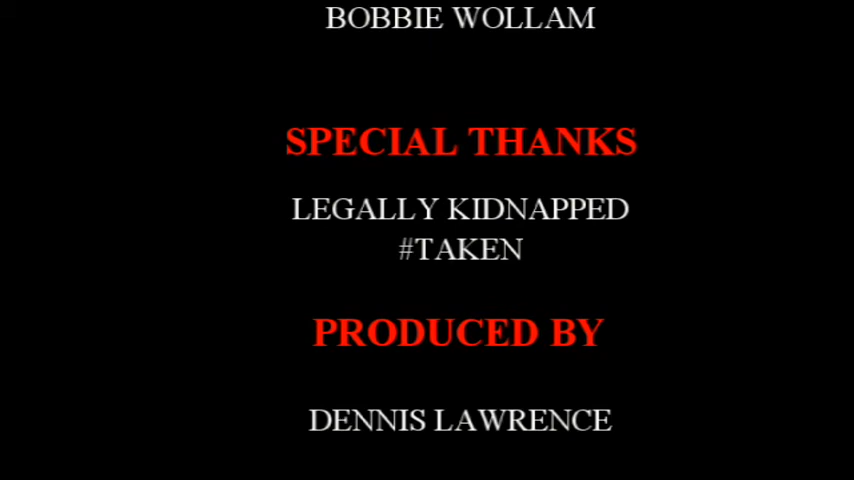 BOBBIE WOLLAM
SPECIAL THANKS
LEGALLY KIDNAPPED
#TAKEN
PRODUCED BY
DENNIS LAWRENCE